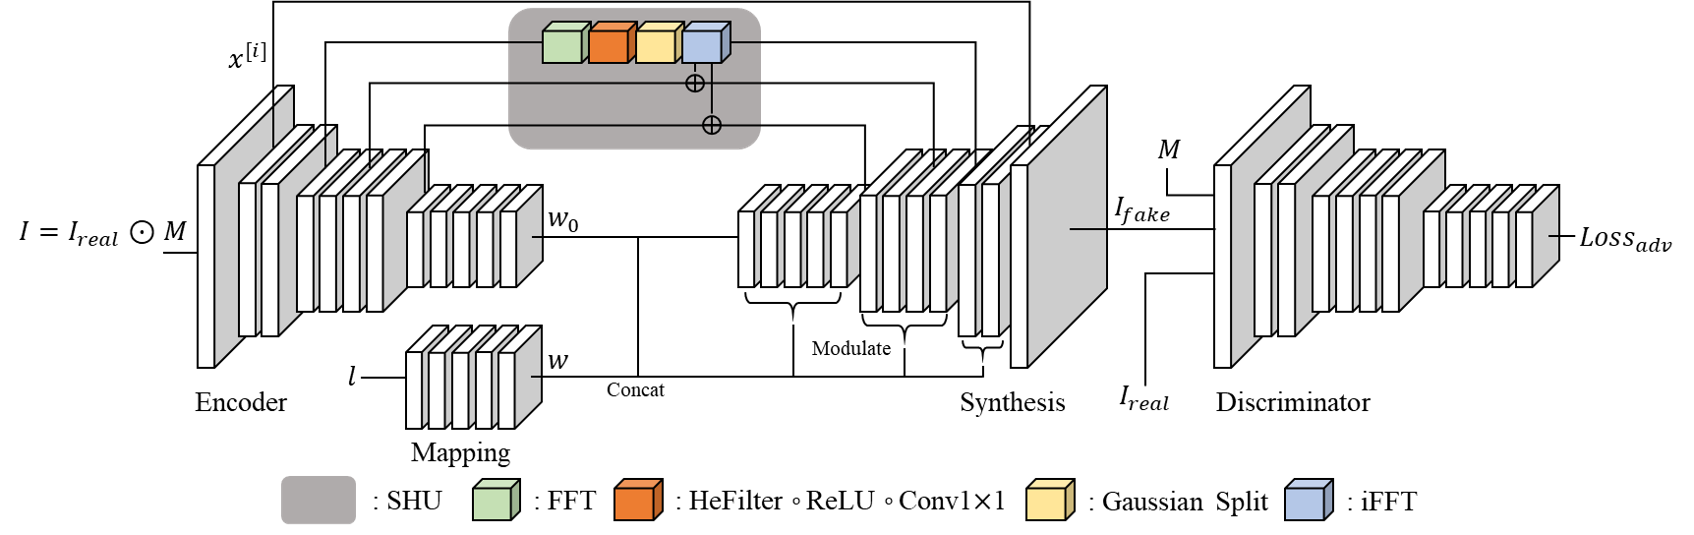 x^{[i]}
I = I_{real} ⊙ M
w_0
l
w
Encoder
Mapping
Concat
Modulate
Synthesis
I_{fake}
M
I_{real}
Discriminator
Loss_{adv}
: SHU : FFT : HeFilter ∘ ReLU ∘ Conv1×1 : Gaussian Split : iFFT